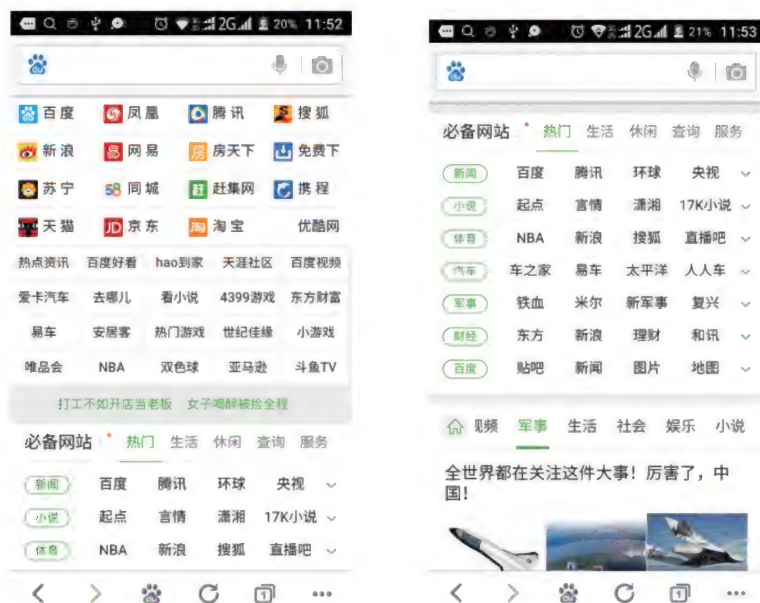 2G 20% 11:52
百度 凤凰 腾讯 搜狐
新浪 网易 房天下 免费下
苏宁 58 同城 赶集网 携程
天猫 JD 京东 淘宝 优酷网
热点资讯 百度好看 hao到家 天涯社区 百度视频
爱卡汽车 去哪儿 看小说 4399游戏 东方财富
易车 安居客 热门游戏 世纪佳缘 小游戏
唯品会 NBA 双色球 亚马逊 斗鱼TV
打工不如开店当老板 女子喝醉被捡全程
必备网站 热门 生活 休闲 查询 服务
新闻 百度 腾讯 环球 央视
小说 起点 言情 潇湘 17K小说
体育 NBA 新浪 搜狐 直播吧
1
2G 21% 11:53
必备网站 热门 生活 休闲 查询 服务
新闻 百度 腾讯 环球 央视
小说 起点 言情 潇湘 17K小说
体育 NBA 新浪 搜狐 直播吧
汽车 车之家 易车 太平洋 人人车
军事 铁血 米尔 新军事 复兴
财经 东方 新浪 理财 和讯
百度 贴吧 新闻 图片 地图
视频 军事 生活 社会 娱乐 小说
全世界都在关注这件大事！厉害了，中
国！
1